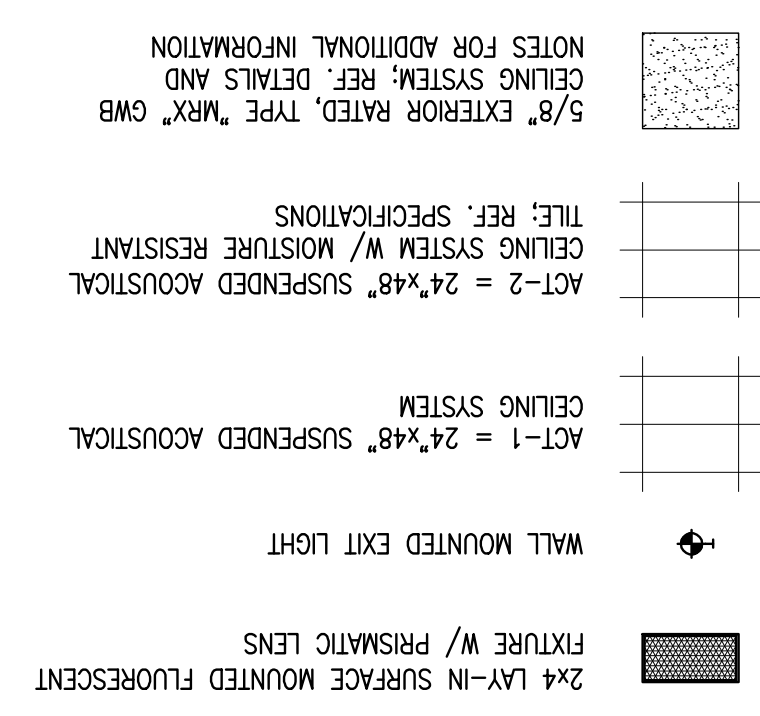 2x4 LAY-IN SURFACE MOUNTED FLUORESCENT
FIXTURE W/ PRISMATIC LENS
WALL MOUNTED EXIT LIGHT
ACT-1 = 24"x48" SUSPENDED ACOUSTICAL
CEILING SYSTEM
ACT-2 = 24"x48" SUSPENDED ACOUSTICAL
CEILING SYSTEM W/ MOISTURE RESISTANT
TILE; REF. SPECIFICATIONS
5/8" EXTERIOR RATED, TYPE "MRX" GWB
CEILING SYSTEM; REF. DETAILS AND
NOTES FOR ADDITIONAL INFORMATION